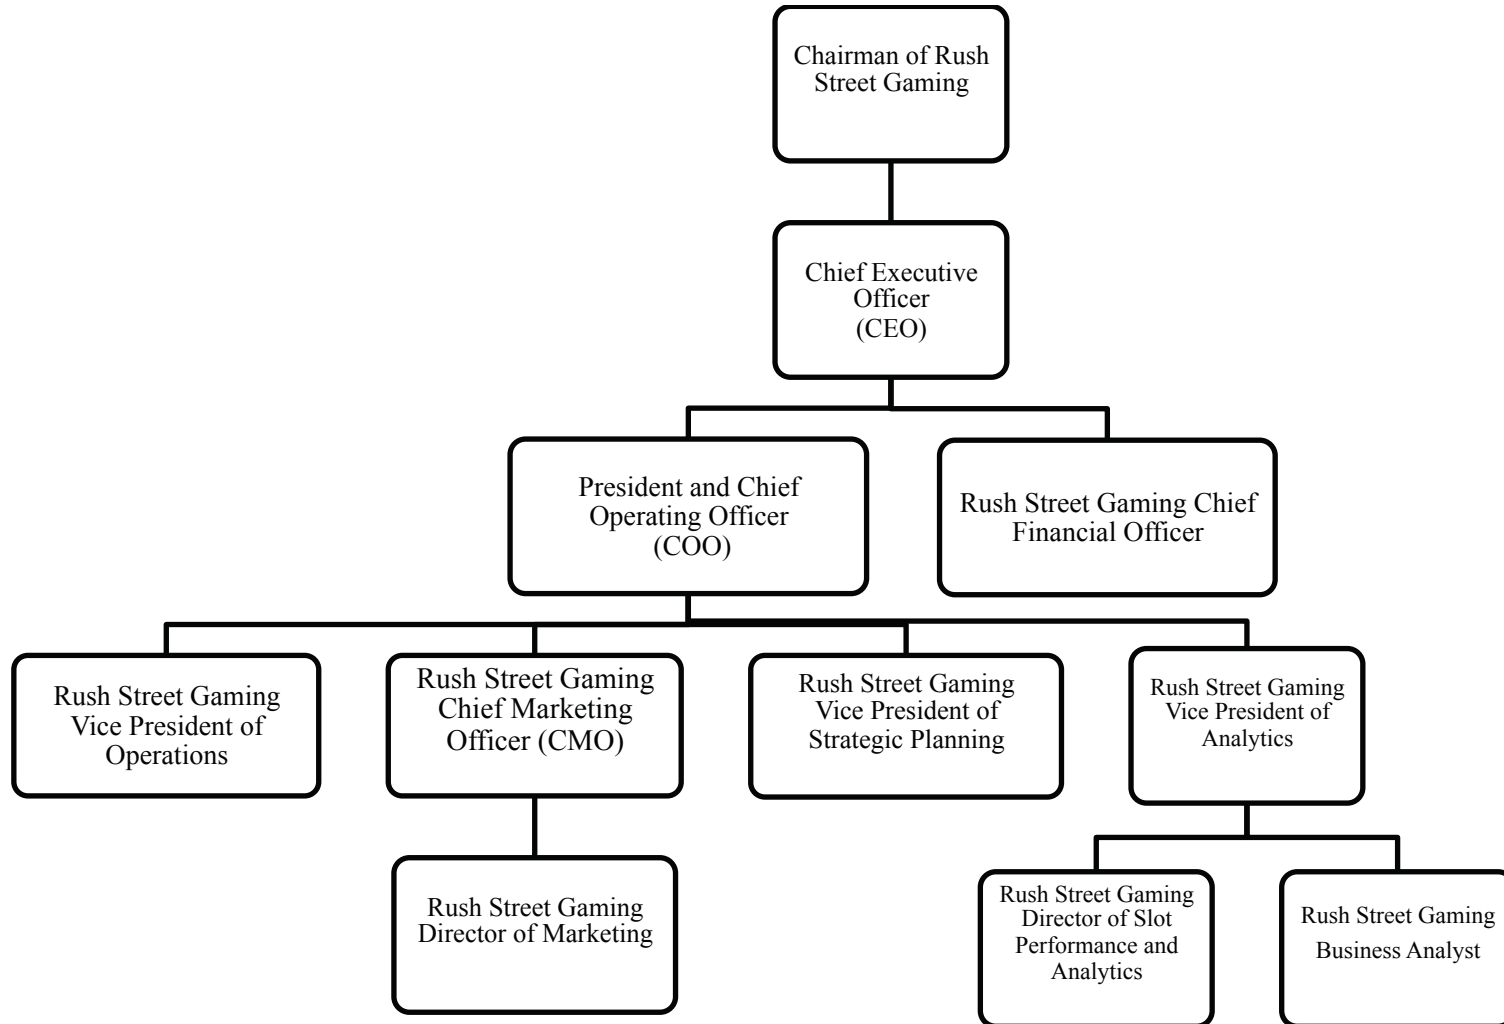 Chairman of Rush
Street Gaming
Chief Executive
Officer
(CEO)
President and Chief
Operating Officer
(COO)
Rush Street Gaming Chief
Financial Officer
Rush Street Gaming
Vice President of
Operations
Rush Street Gaming
Chief Marketing
Officer (CMO)
Rush Street Gaming
Vice President of
Strategic Planning
Rush Street Gaming
Vice President of
Analytics
Rush Street Gaming
Director of Marketing
Rush Street Gaming
Director of Slot
Performance and
Analytics
Rush Street Gaming
Business Analyst